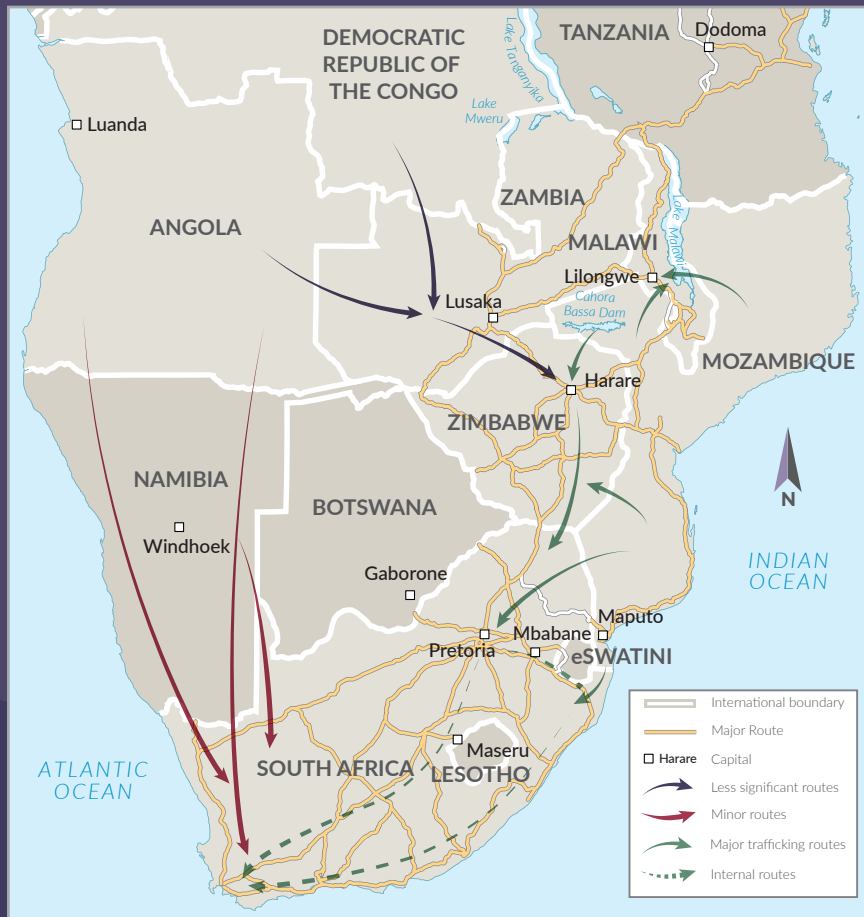 DEMOCRATIC
REPUBLIC OF
THE CONGO
TANZANIA
Dodoma
Lake Tanganyika
Lake
Mweru
Luanda
ZAMBIA
ANGOLA
MALAWI
Lake Malawi
Lilongwe
Lusaka
Cahora
Bassa Dam
MOZAMBIQUE
Harare
ZIMBABWE
NAMIBIA
BOTSWANA
N
Windhoek
INDIAN
OCEAN
Gaborone
Maputo
Mbabane
Pretoria
eSWATINI
Maseru
SOUTH AFRICA
LESOTHO
ATLANTIC
OCEAN
International boundary
Major Route
Harare Capital
Less significant routes
Minor routes
Major trafficking routes
Internal routes